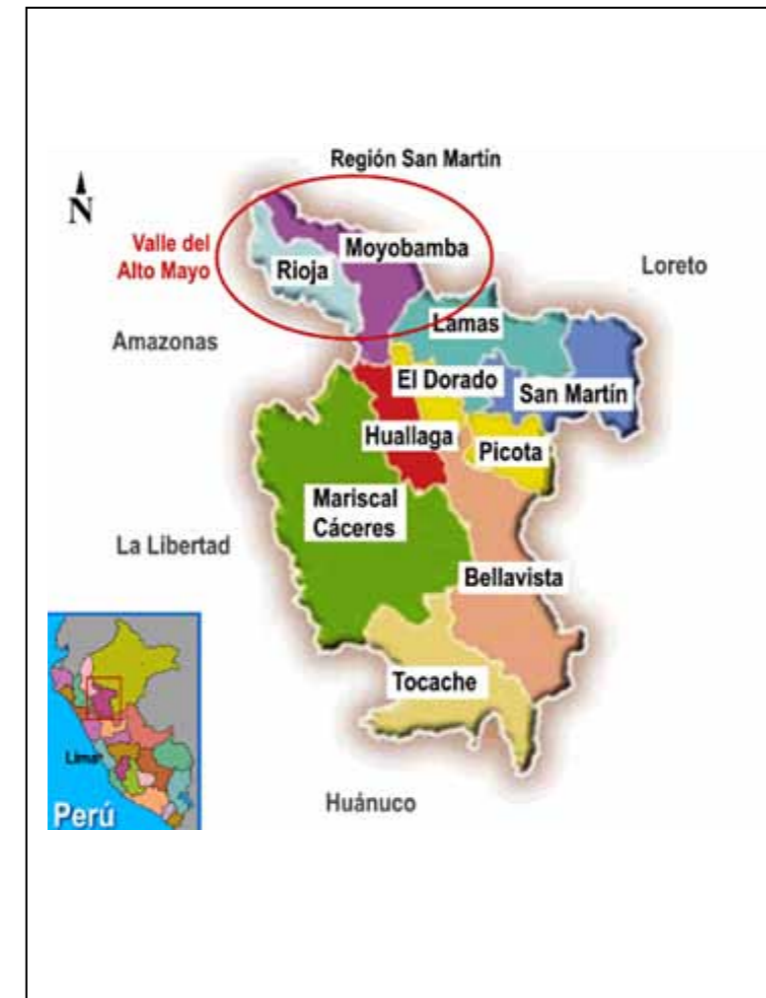 Región San Martín
N
Valle del
Alto Mayo
Moyobamba
Rioja
Loreto
Lamas
Amazonas
El Dorado
San Martín
Huallaga
Picota
Mariscal
Cáceres
La Libertad
Bellavista
Tocache
Lima
Perú
Huánuco